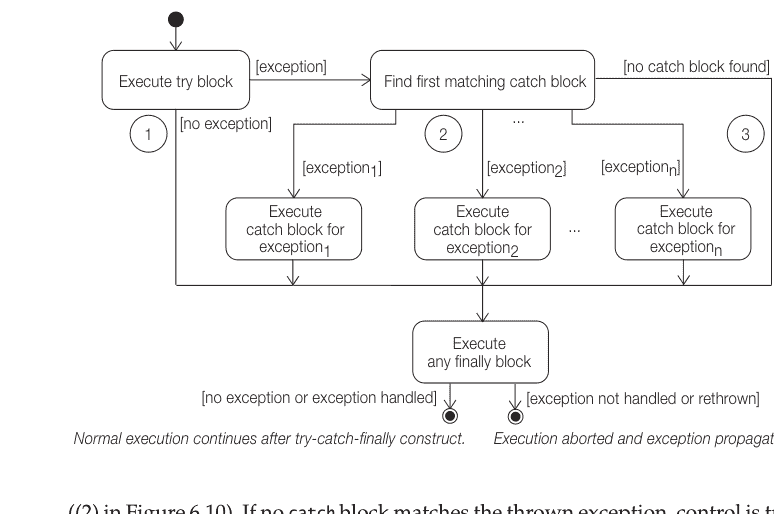 [exception]
[no catch block found]
Execute try block
Find first matching catch block
1
[no exception]
2
...
3
[exception1]
[exception2]
[exceptionn]
Execute
catch block for
exception1
Execute
catch block for
exception2
...
Execute
catch block for
exceptionn
Execute
any finally block
[no exception or exception handled]
[exception not handled or rethrown]
Normal execution continues after try-catch-finally construct.
Execution aborted and exception propagat
((2) in Figure 6.10). If no catch block matches the thrown exception, control is